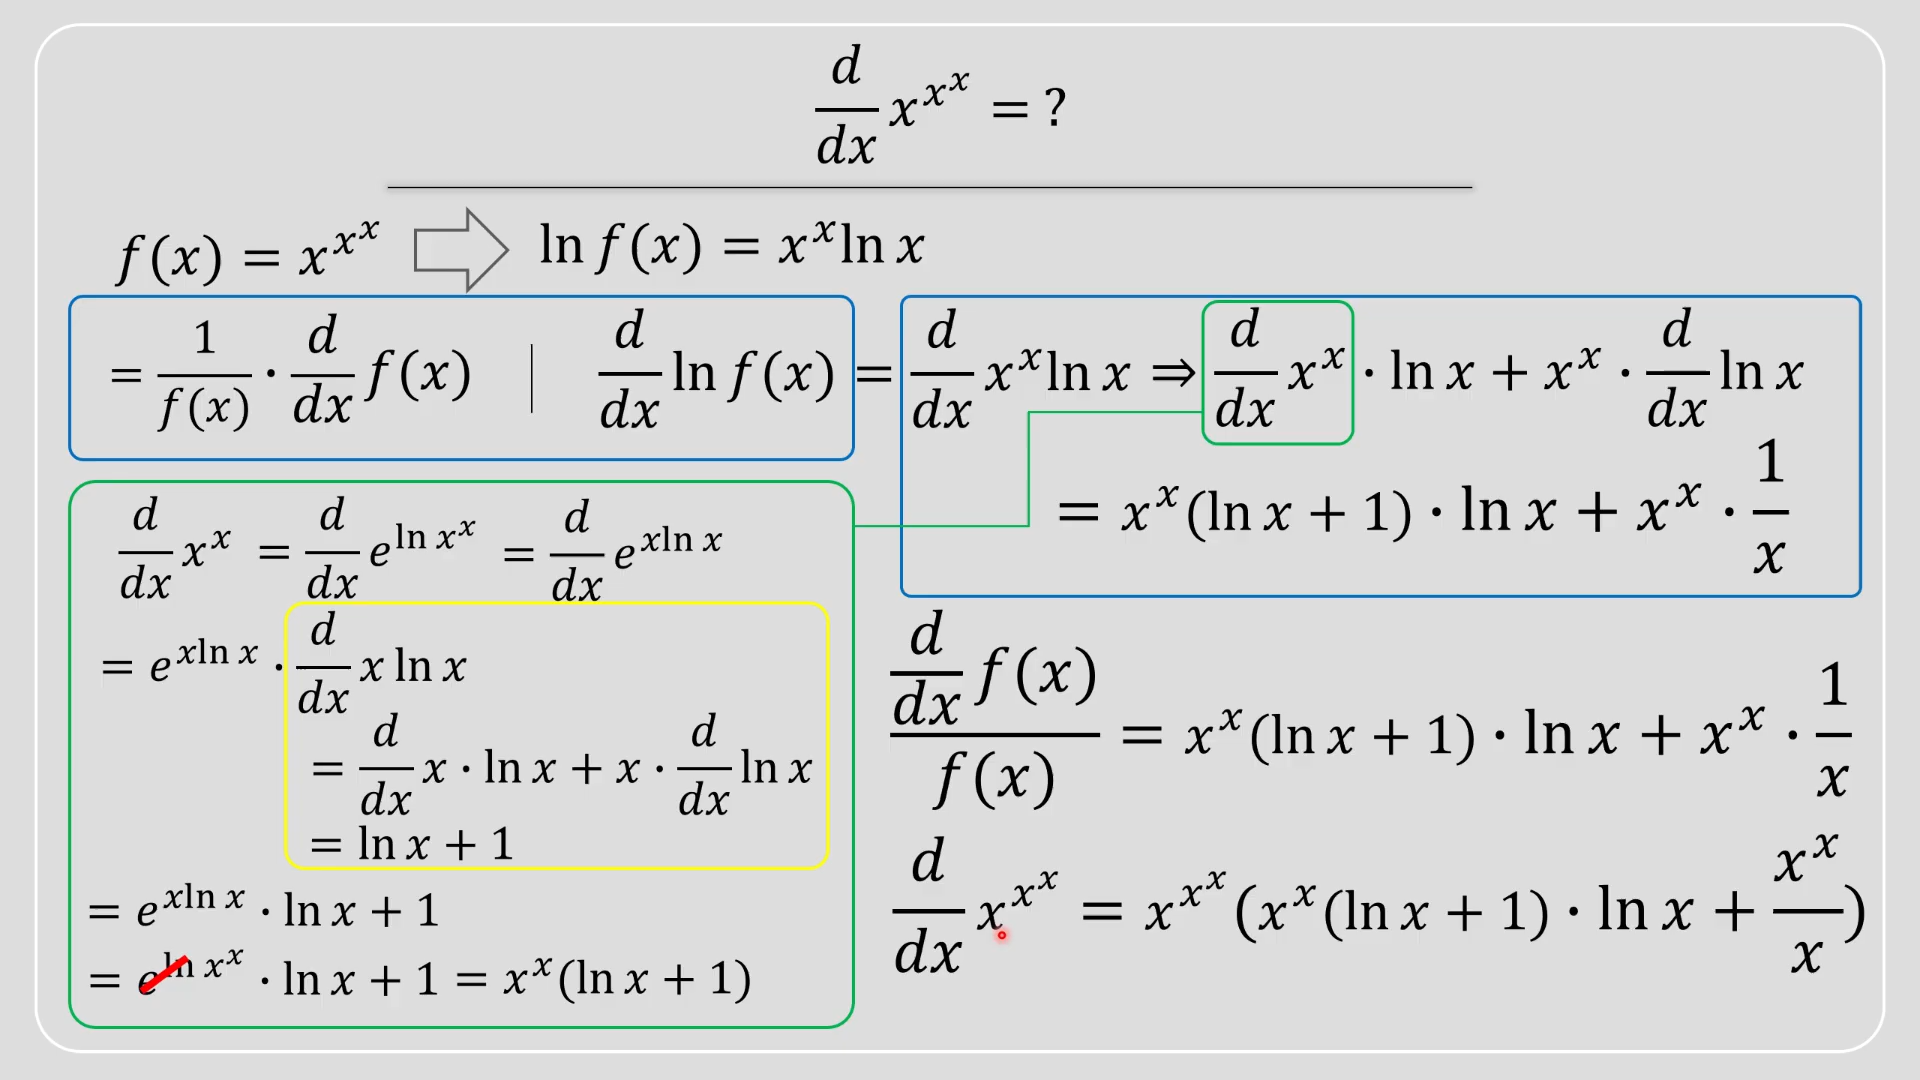 d/dx x^{x^x} = ?
f(x) = x^{x^x} ⇨ ln f(x) = x^x ln x
= 1/f(x) · d/dx f(x) | d/dx ln f(x) = d/dx x^x ln x ⇒ d/dx x^x · ln x + x^x · d/dx ln x
= x^x (ln x + 1) · ln x + x^x · 1/x
d/dx x^x = d/dx e^{ln x^x} = d/dx e^{x ln x}
= e^{x ln x} · d/dx x ln x
= d/dx x · ln x + x · d/dx ln x
= ln x + 1
= e^{x ln x} · ln x + 1
= e^{ln x^x} · ln x + 1 = x^x (ln x + 1)
(d/dx f(x))/f(x) = x^x (ln x + 1) · ln x + x^x · 1/x
d/dx x^{x^x} = x^{x^x} (x^x (ln x + 1) · ln x + x^x/x)